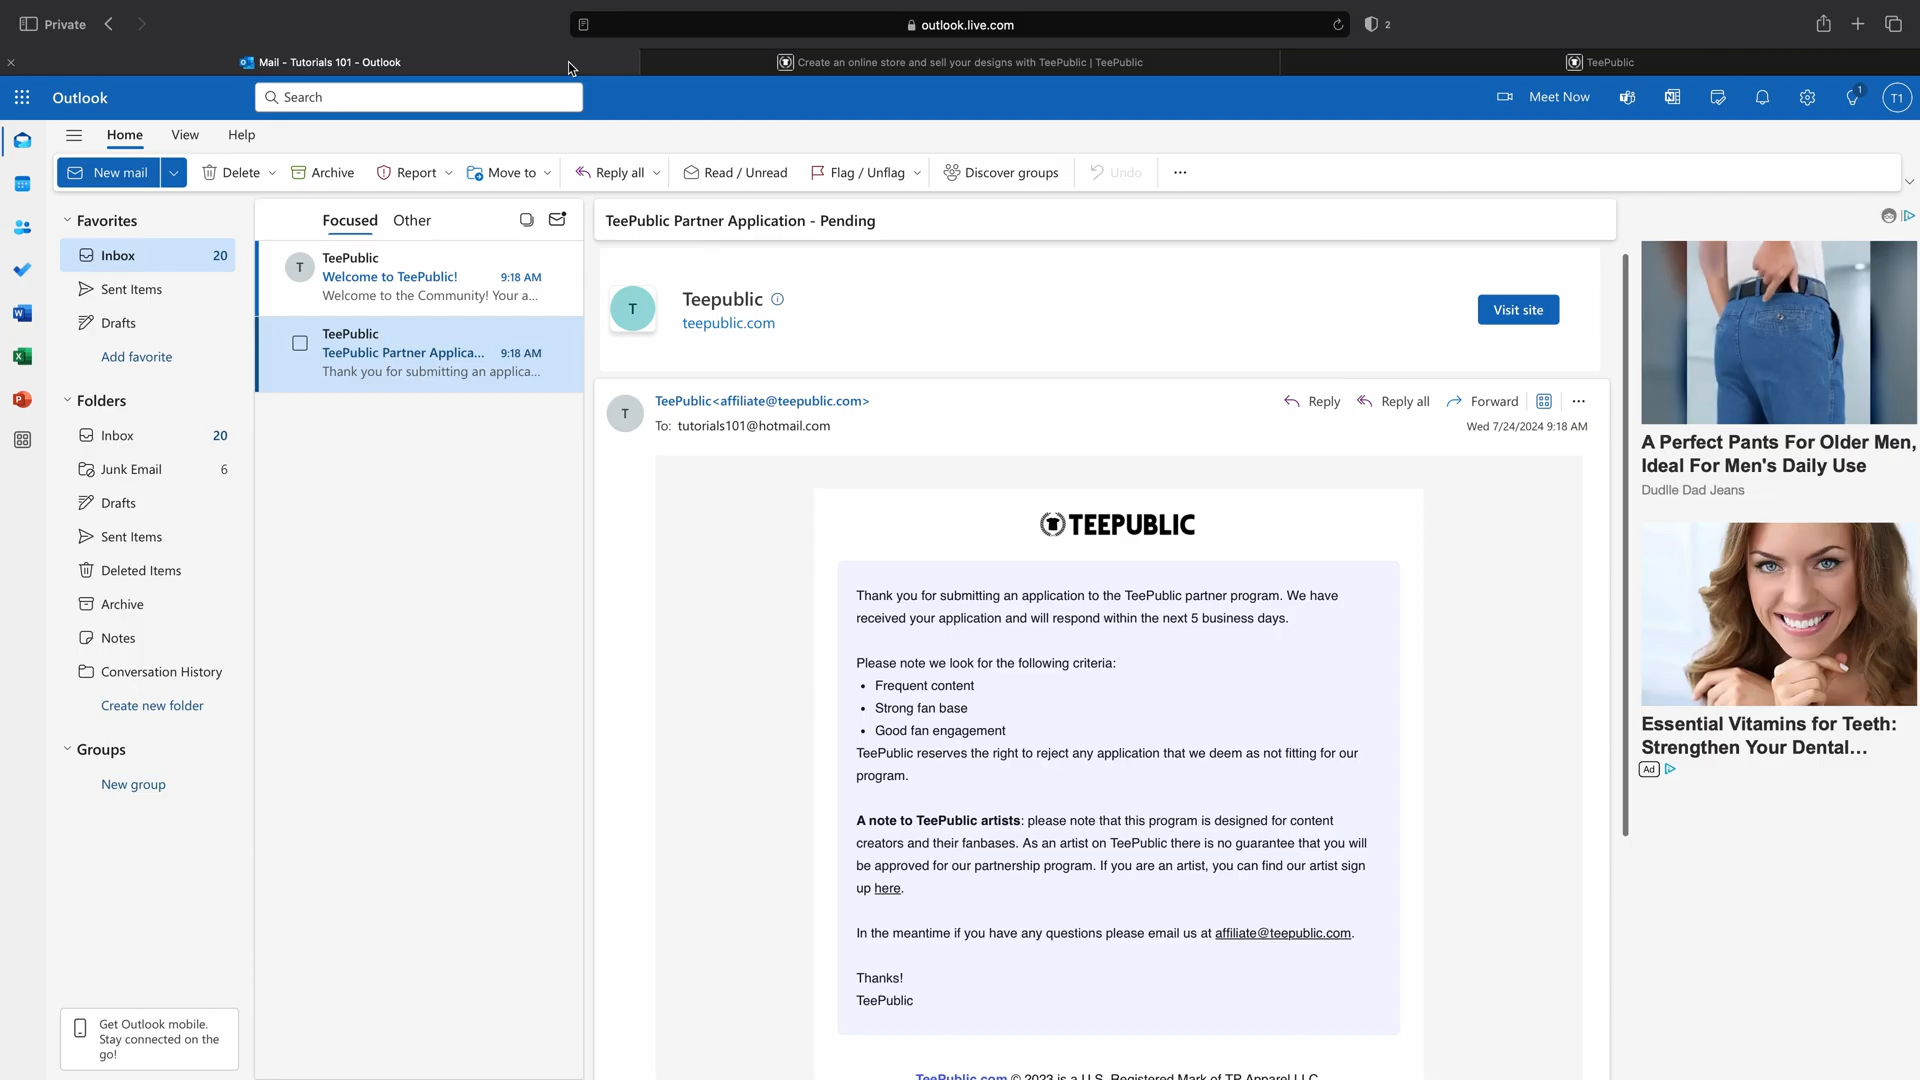 Private
outlook.live.com
2
Mail - Tutorials 101 - Outlook
Create an online store and sell your designs with TeePublic | TeePublic
TeePublic
Outlook
Search
Meet Now
1
T1
Home
View
Help
New mail
Delete
Archive
Report
Move to
Reply all
Read / Unread
Flag / Unflag
Discover groups
Undo
Favorites
Inbox 20
Sent Items
Drafts
Add favorite
Folders
Inbox 20
Junk Email 6
Drafts
Sent Items
Deleted Items
Archive
Notes
Conversation History
Create new folder
Groups
New group
Get Outlook mobile.
Stay connected on the
go!
Focused
Other
T
TeePublic
Welcome to TeePublic! 9:18 AM
Welcome to the Community! Your a...
TeePublic
TeePublic Partner Applica... 9:18 AM
Thank you for submitting an applica...
TeePublic Partner Application - Pending
T
Teepublic
teepublic.com
Visit site
T
TeePublic<affiliate@teepublic.com>
To: tutorials101@hotmail.com
Reply
Reply all
Forward
Wed 7/24/2024 9:18 AM
TEEPUBLIC
Thank you for submitting an application to the TeePublic partner program. We have
received your application and will respond within the next 5 business days.
Please note we look for the following criteria:
• Frequent content
• Strong fan base
• Good fan engagement
TeePublic reserves the right to reject any application that we deem as not fitting for our
program.
A note to TeePublic artists: please note that this program is designed for content
creators and their fanbases. As an artist on TeePublic there is no guarantee that you will
be approved for our partnership program. If you are an artist, you can find our artist sign
up here.
In the meantime if you have any questions please email us at affiliate@teepublic.com.
Thanks!
TeePublic
TeePublic.com © 2023 is a U.S. Registered Mark of TP Apparel LLC
A Perfect Pants For Older Men,
Ideal For Men's Daily Use
Dudlle Dad Jeans
Essential Vitamins for Teeth:
Strengthen Your Dental...
Ad